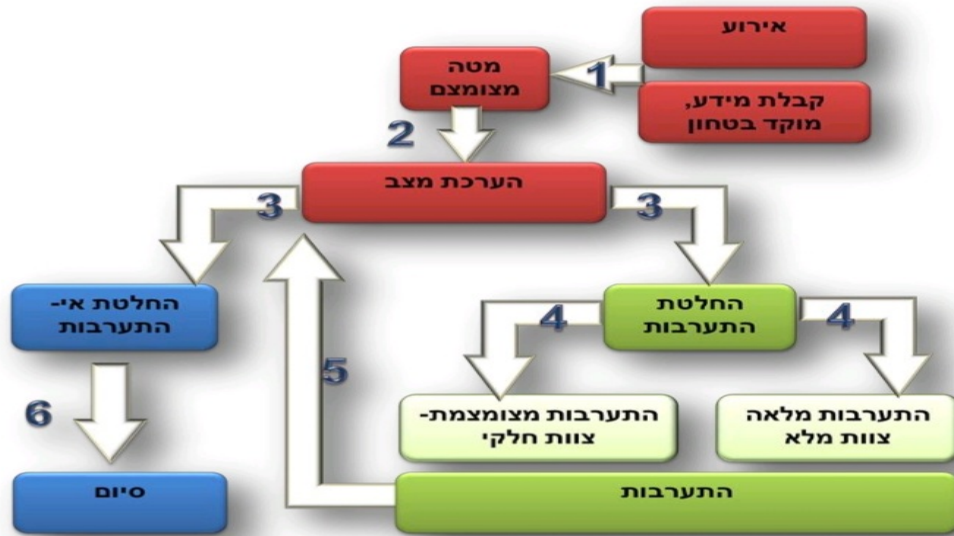 אירוע
1
מטה
מצומצם
קבלת מידע,
מוקד בטחון
2
הערכת מצב
3
3
החלטת אי-
התערבות
החלטת
התערבות
4
4
5
6
התערבות מלאה
צוות מלא
התערבות מצומצמת-
צוות חלקי
התערבות
סיום